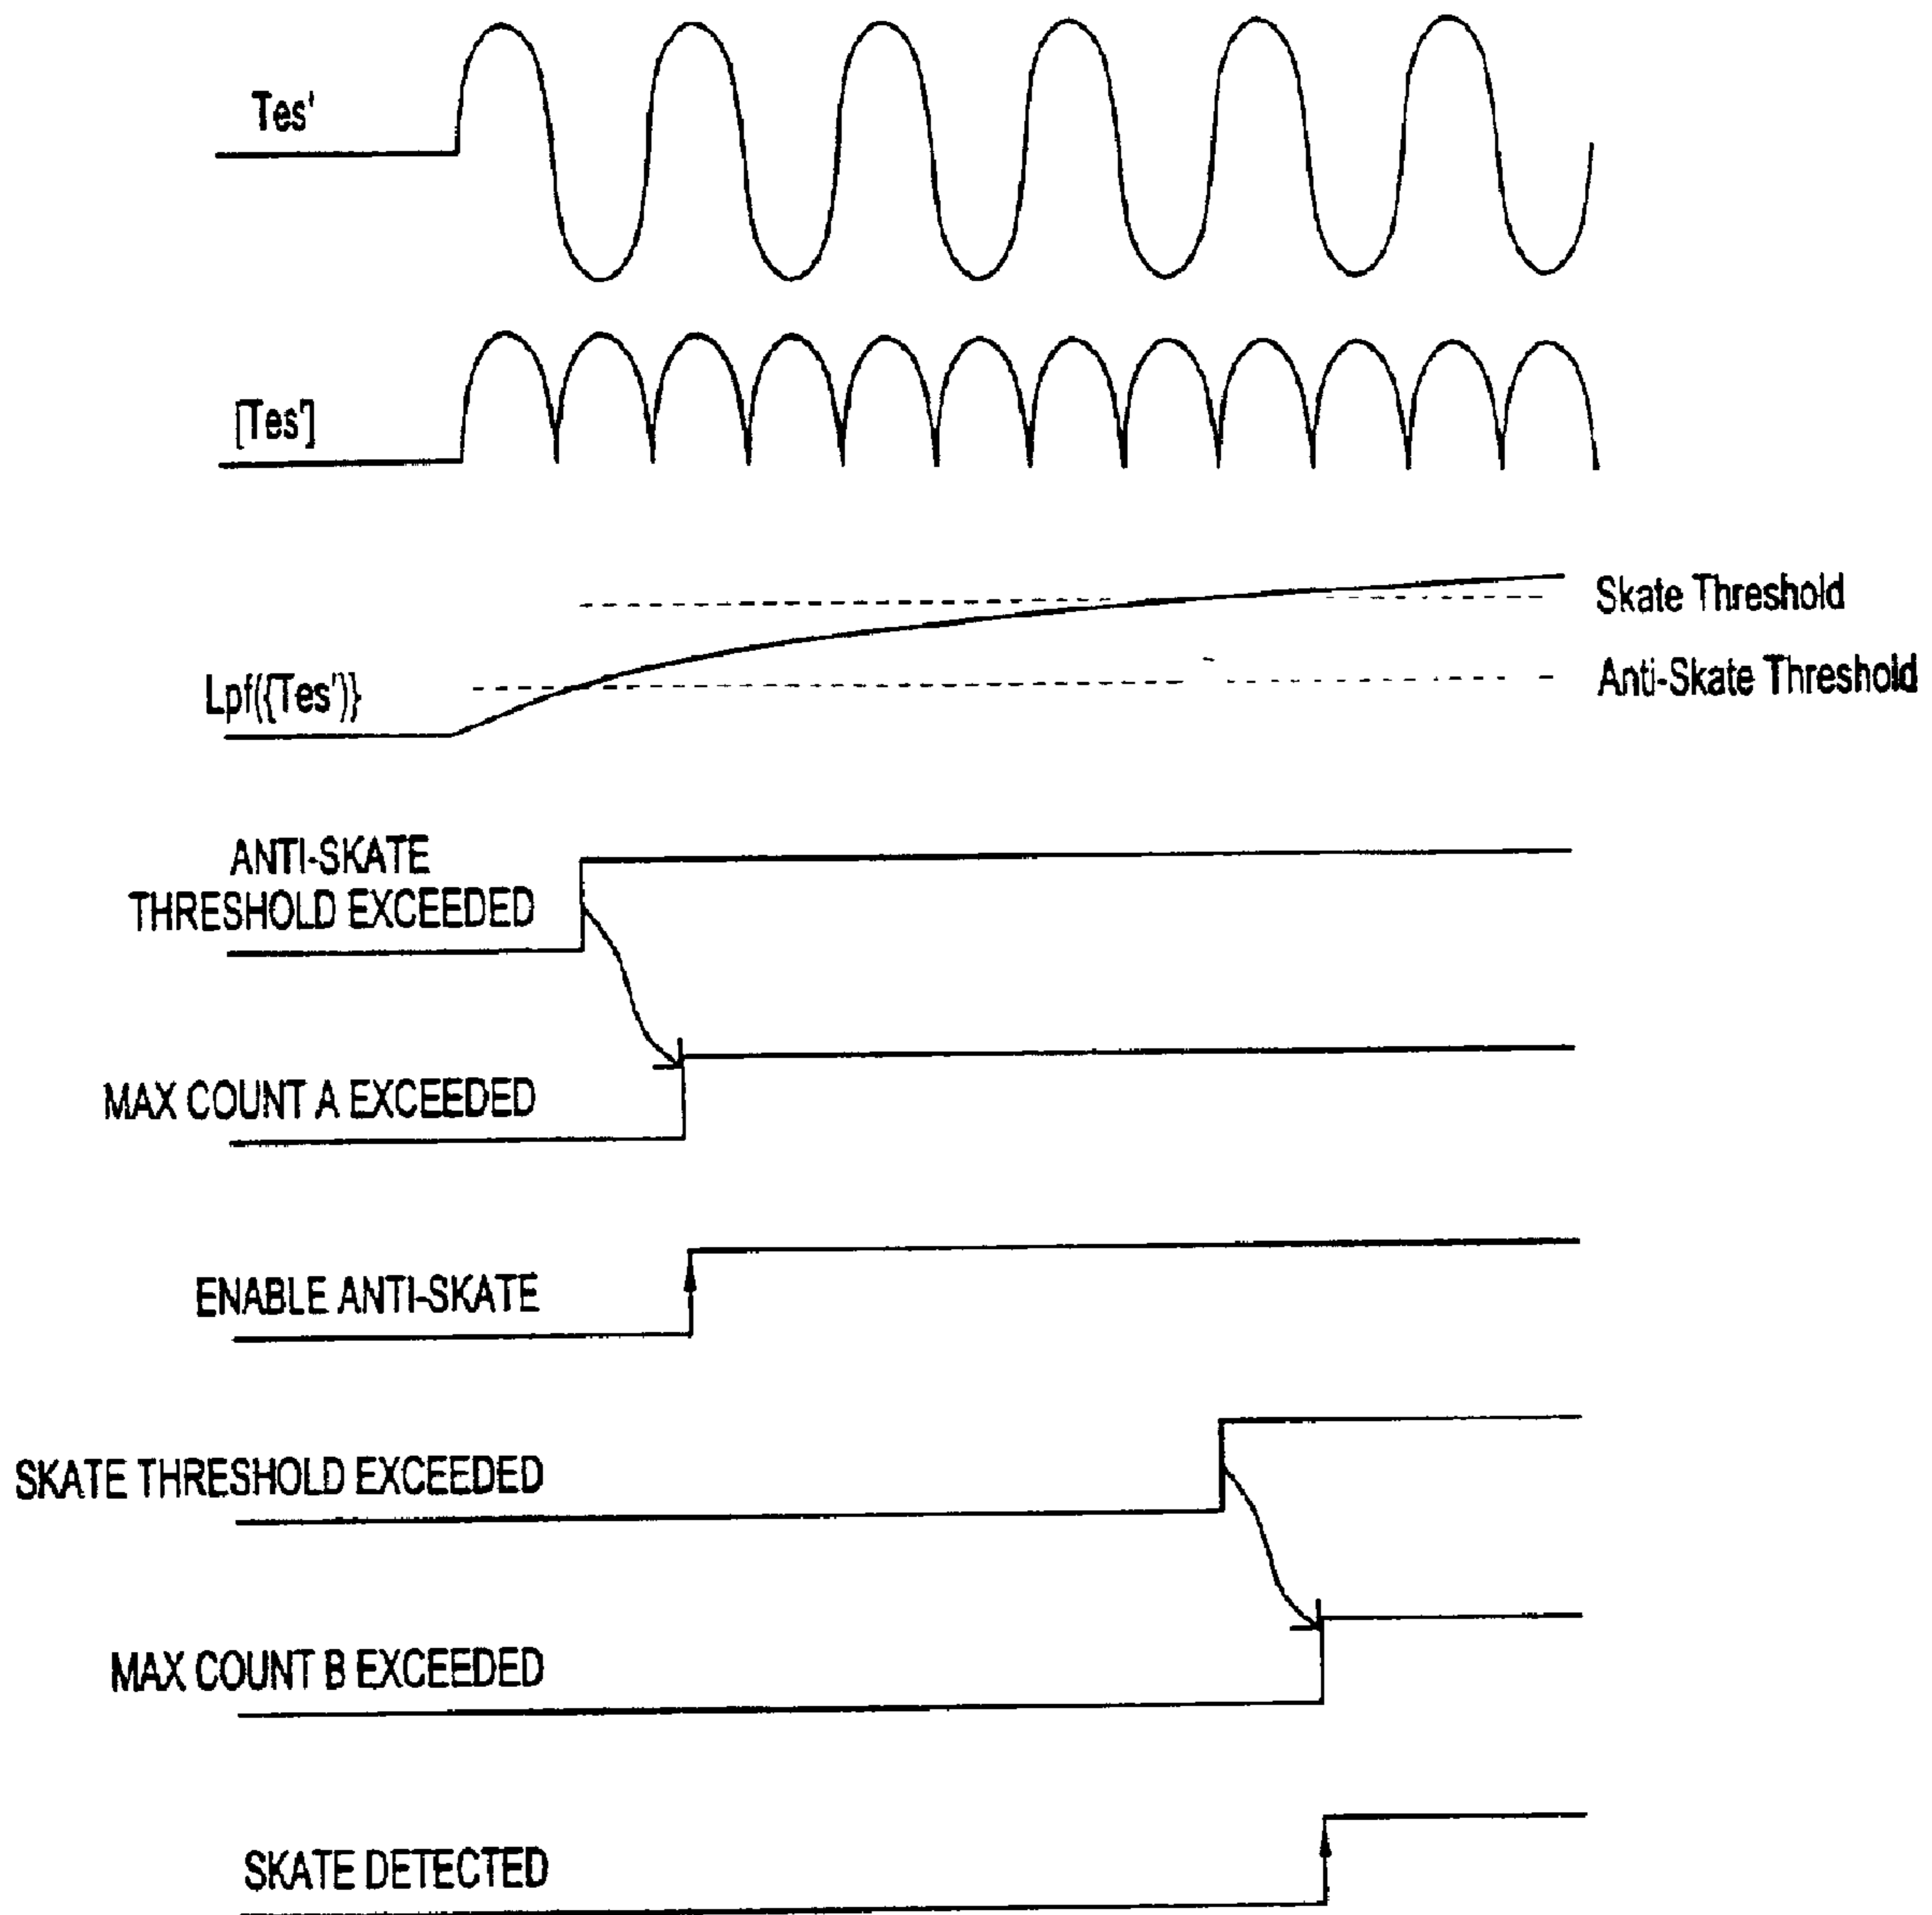 Tes'
[Tes']
Skate Threshold
Lpf({Tes')}
Anti-Skate Threshold
ANTI-SKATE
THRESHOLD EXCEEDED
MAX COUNT A EXCEEDED
ENABLE ANTI-SKATE
SKATE THRESHOLD EXCEEDED
MAX COUNT B EXCEEDED
SKATE DETECTED